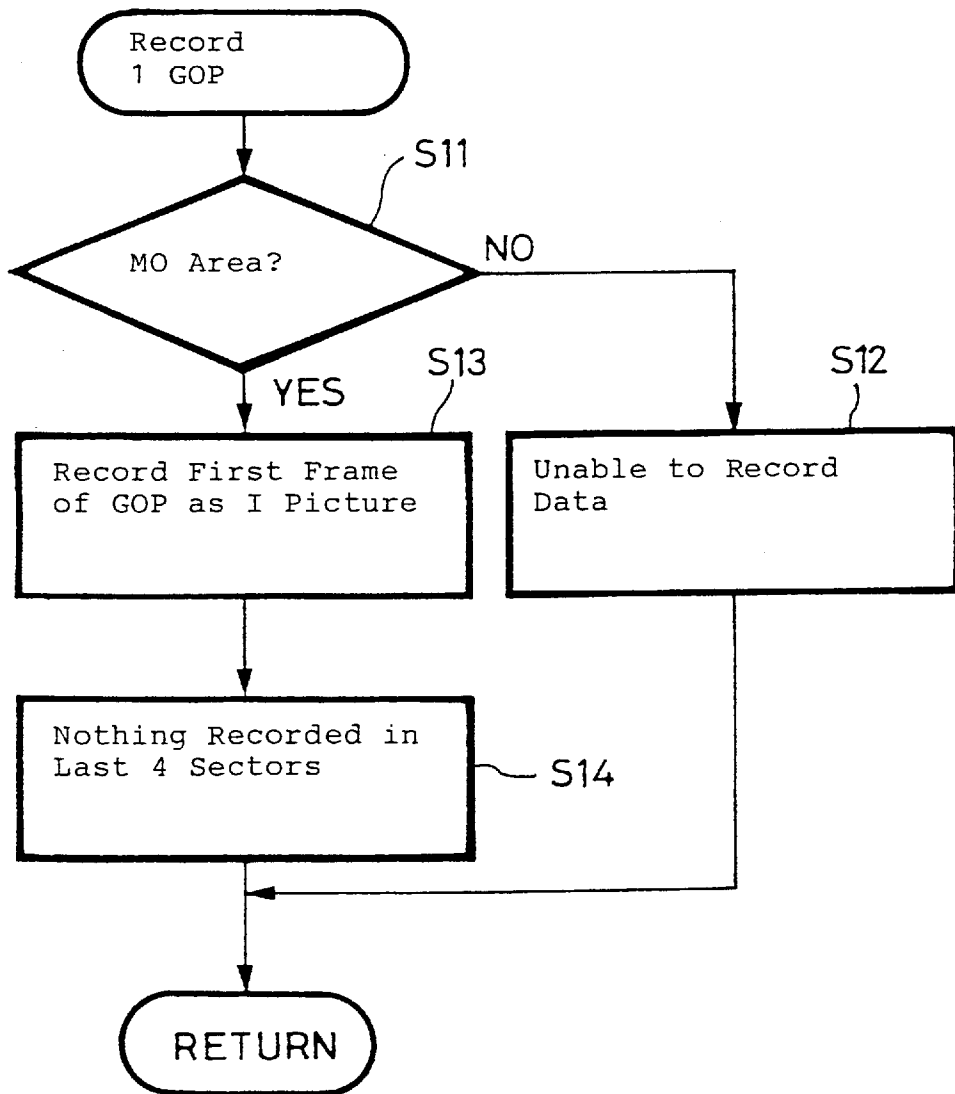 Record
1 GOP
S11
MO Area?
NO
YES
S13
S12
Record First Frame
of GOP as I Picture
Unable to Record
Data
Nothing Recorded in
Last 4 Sectors
S14
RETURN